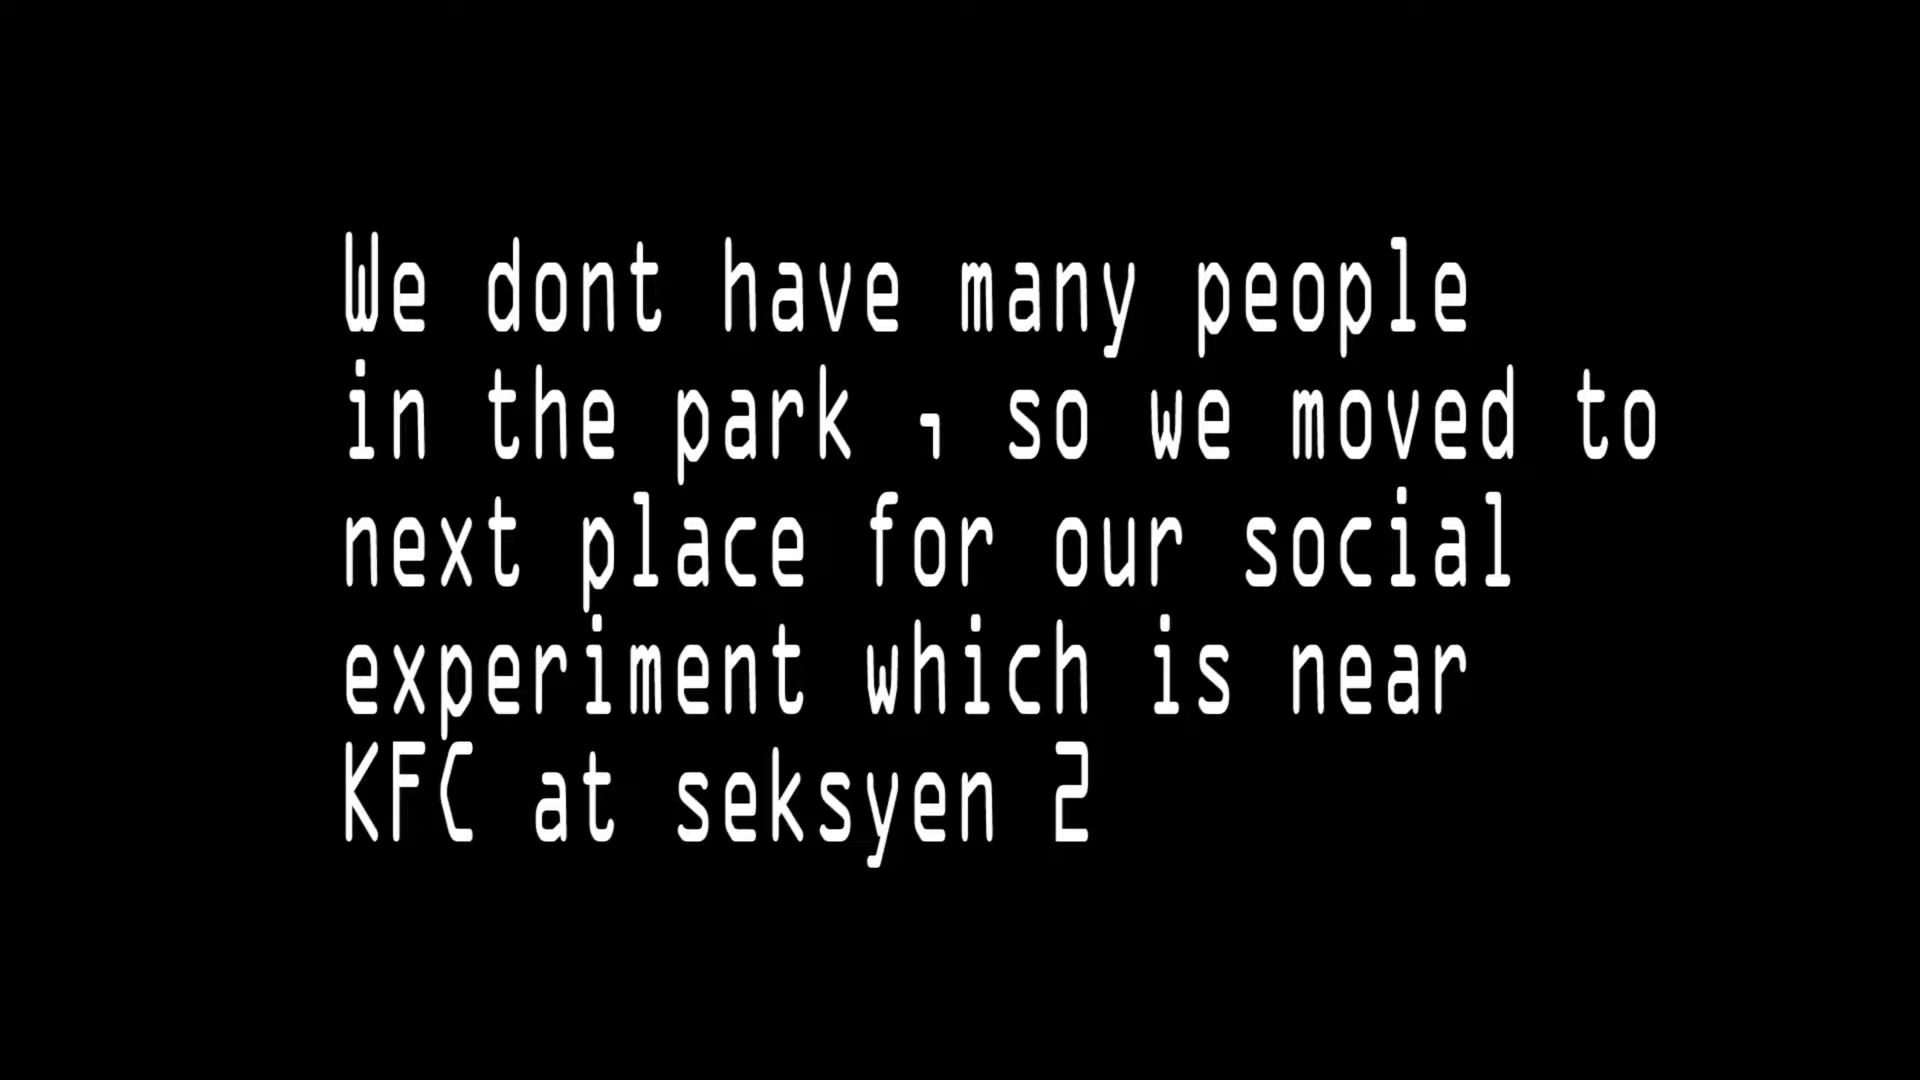 We dont have many people
in the park , so we moved to
next place for our social
experiment which is near
KFC at seksyen 2